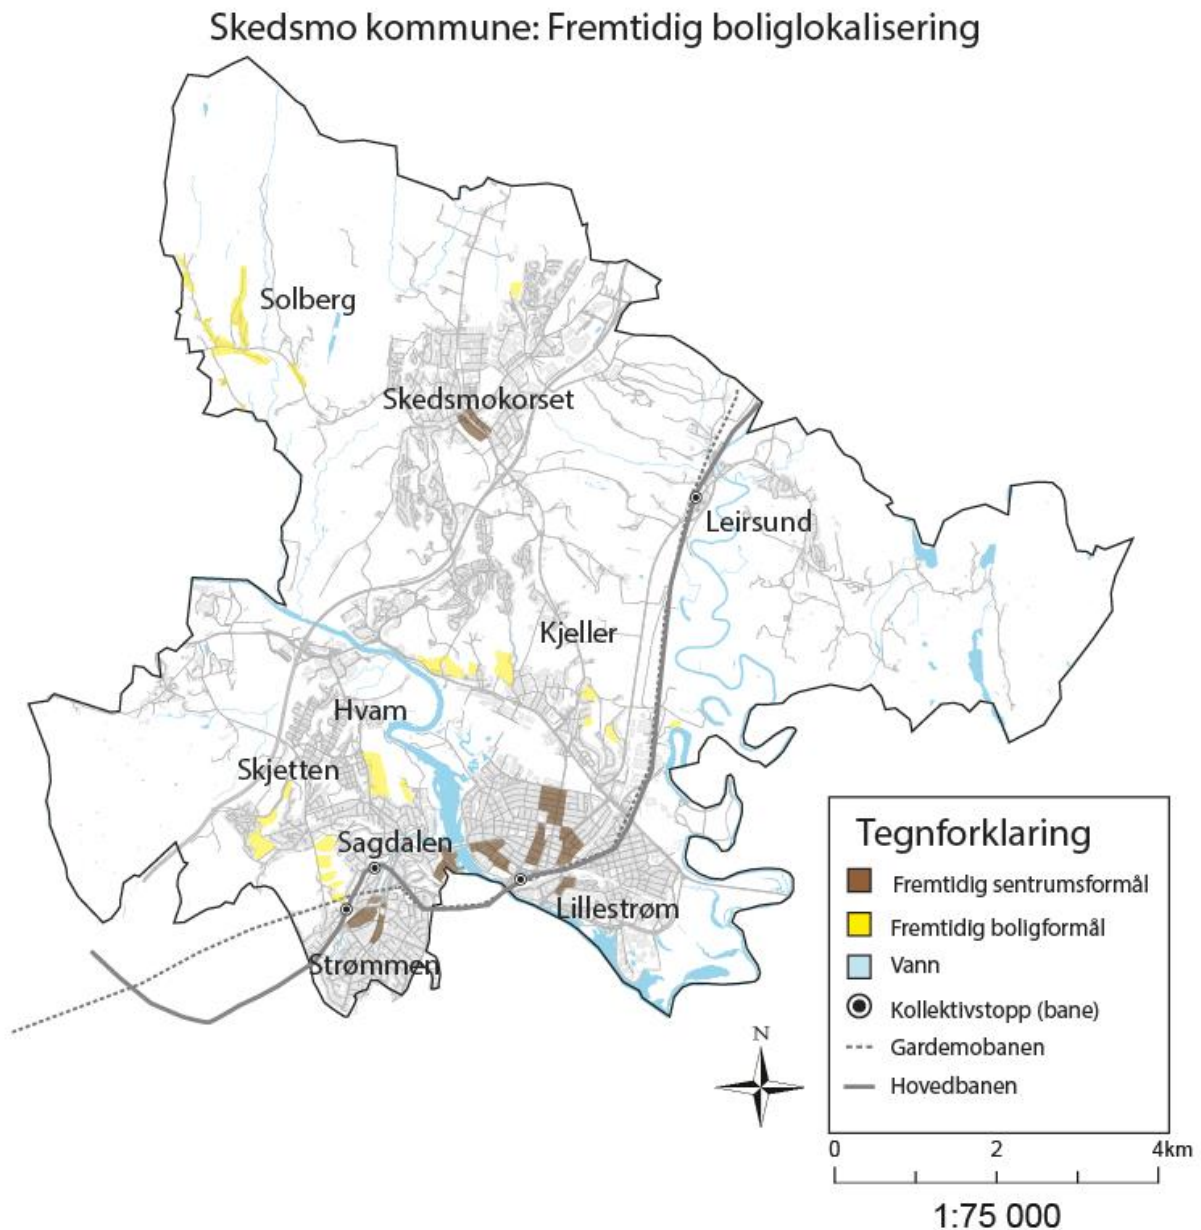 Skedsmo kommune: Fremtidig boliglokalisering
Solberg
Skedsmokorset
Leirsund
Kjeller
Hvam
Skjetten
Sagdalen
Lillestrøm
Strømmen
Tegnforklaring
Fremtidig sentrumsformål
Fremtidig boligformål
Vann
Kollektivstopp (bane)
Gardemobanen
Hovedbanen
N
0 2 4km
1:75 000